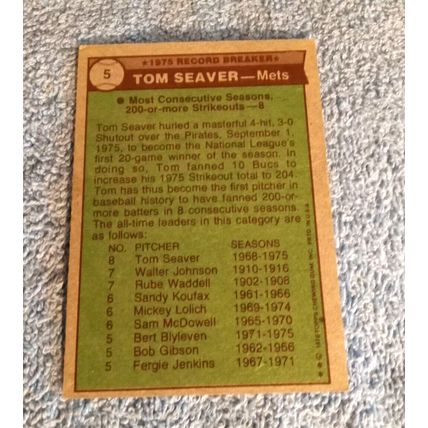 5
★1975 RECORD BREAKER★
TOM SEAVER—Mets
● Most Consecutive Seasons,
200-or-more Strikeouts—8
Tom Seaver hurled a masterful 4-hit, 3-0
Shutout over the Pirates, September 1,
1975, to become the National League's
first 20-game winner of the season. In
doing so, Tom fanned 10 Bucs to
increase his 1975 Strikeout total to 204.
Tom has thus become the first pitcher in
baseball history to have fanned 200-or-
more batters in 8 consecutive seasons.
The all-time leaders in this category are
as follows:
NO. PITCHER SEASONS
8 Tom Seaver 1968-1975
7 Walter Johnson 1910-1916
7 Rube Waddell 1902-1908
6 Sandy Koufax 1961-1966
6 Mickey Lolich 1969-1974
6 Sam McDowell 1965-1970
5 Bert Blyleven 1971-1975
5 Bob Gibson 1962-1966
5 Fergie Jenkins 1967-1971
© 1976 TOPPS CHEWING GUM, INC. PRTD. IN U.S.A.